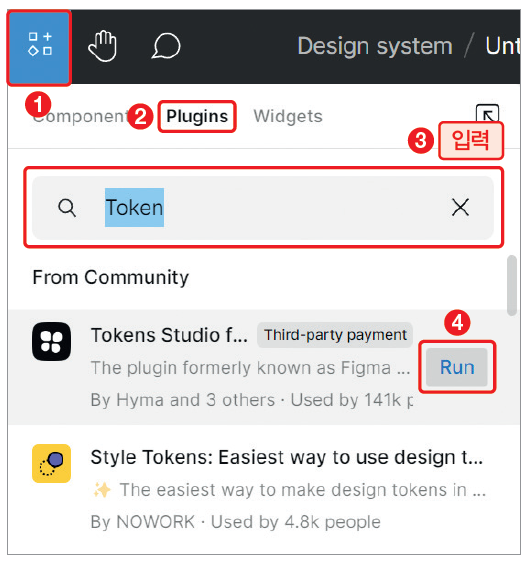 Design system / Unt
1
Component
2 Plugins
Widgets
3 입력
Token
From Community
4
Tokens Studio f... Third-party payment
The plugin formerly known as Figma ...
Run
By Hyma and 3 others · Used by 141k p
Style Tokens: Easiest way to use design t...
✨ The easiest way to make design tokens in ...
By NOWORK · Used by 4.8k people